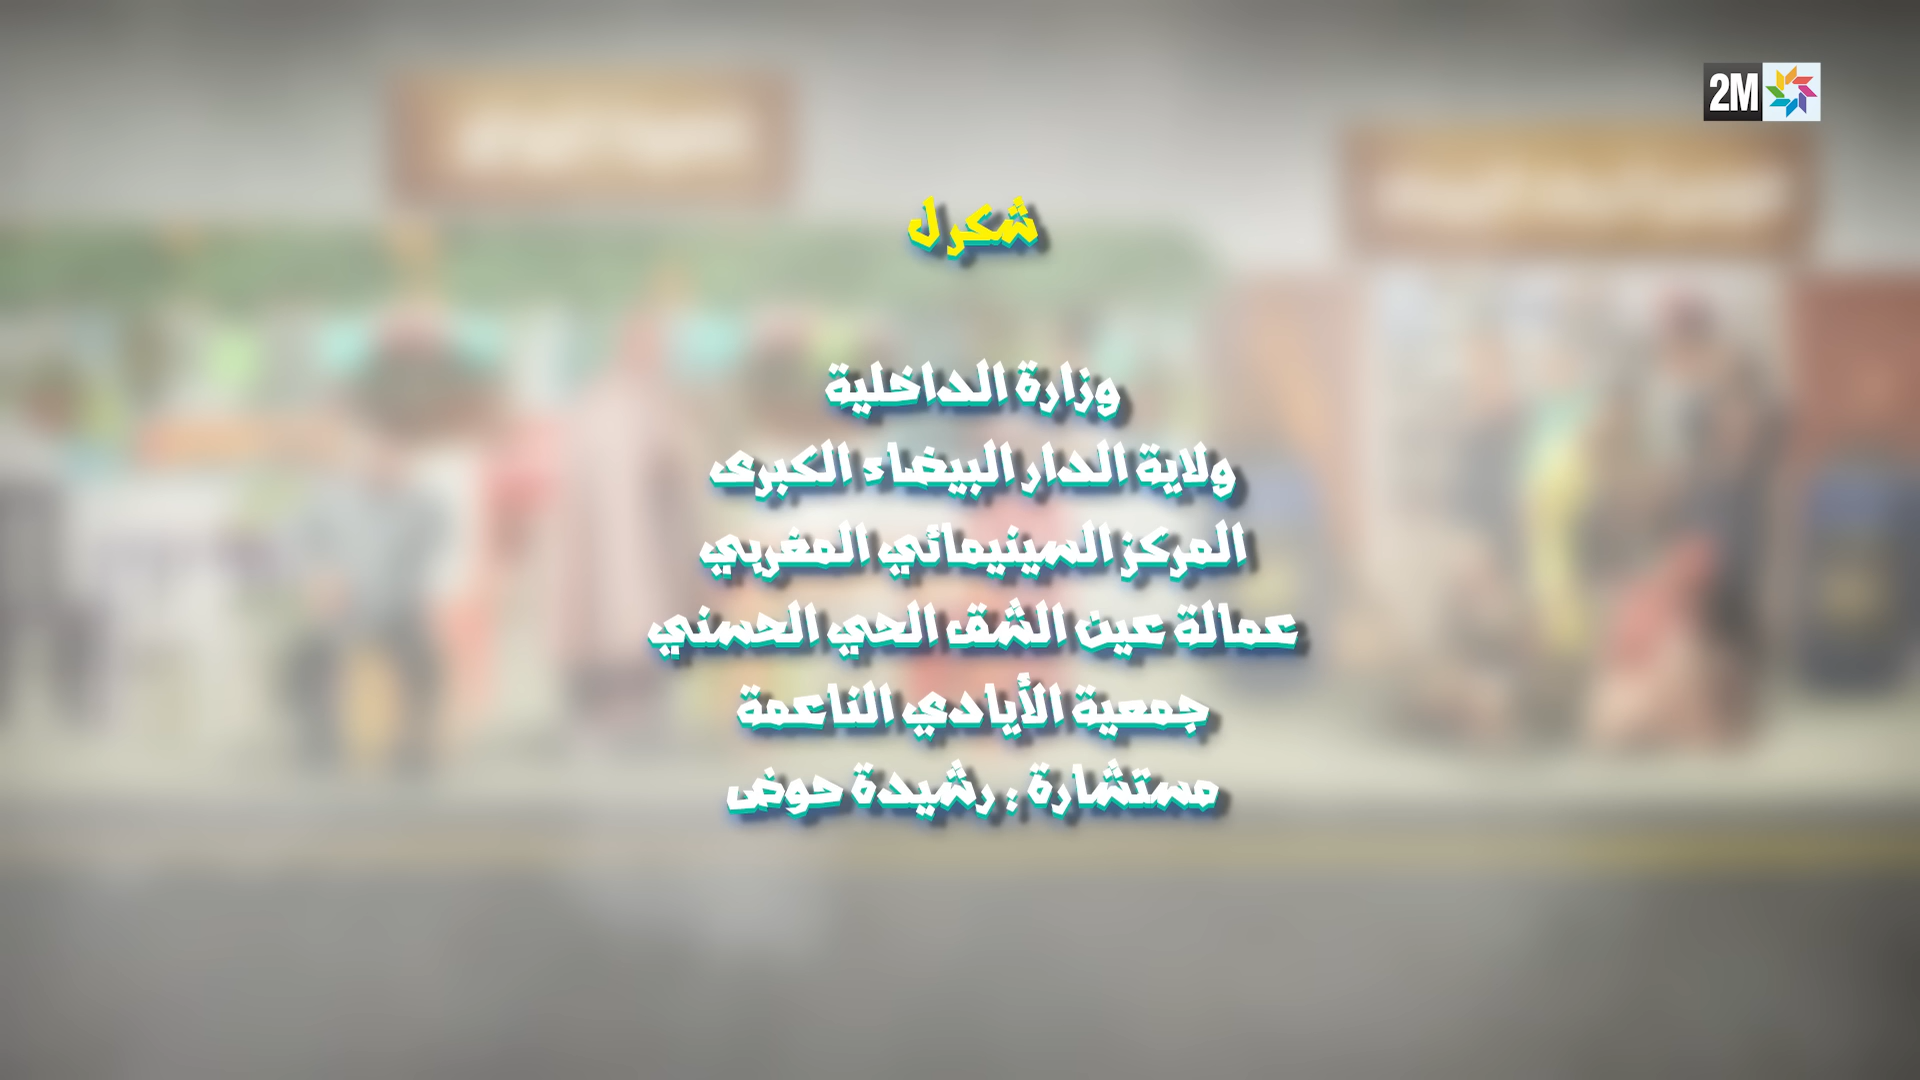 2M
شكر ل
وزارة الداخلية
ولاية الدار البيضاء الكبرى
المركز السينيمائي المغربي
عمالة عين الشق الحي الحسني
جمعية الأيادي الناعمة
مستشارة : رشيدة حوض